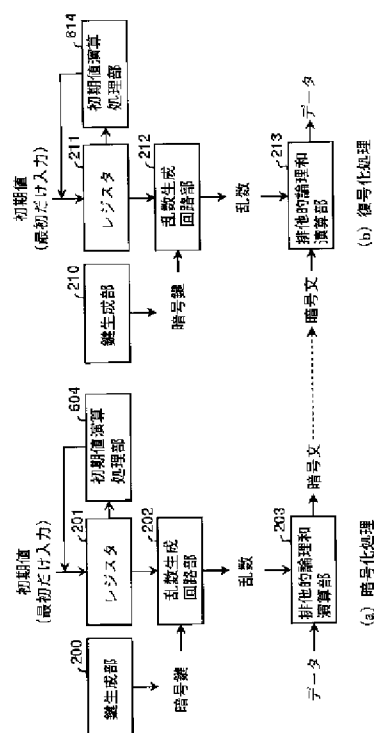 初期値
(最初だけ入力)
200
鍵生成部
201
レジスタ
604
初期値演算
処理部
暗号鍵
202
乱数生成
回路部
乱数
データ
203
排他的論理和
演算部
暗号文
(a) 暗号化処理
初期値
(最初だけ入力)
210
鍵生成部
211
レジスタ
814
初期値演算
処理部
暗号鍵
212
乱数生成
回路部
乱数
暗号文
213
排他的論理和
演算部
データ
(b) 復号化処理